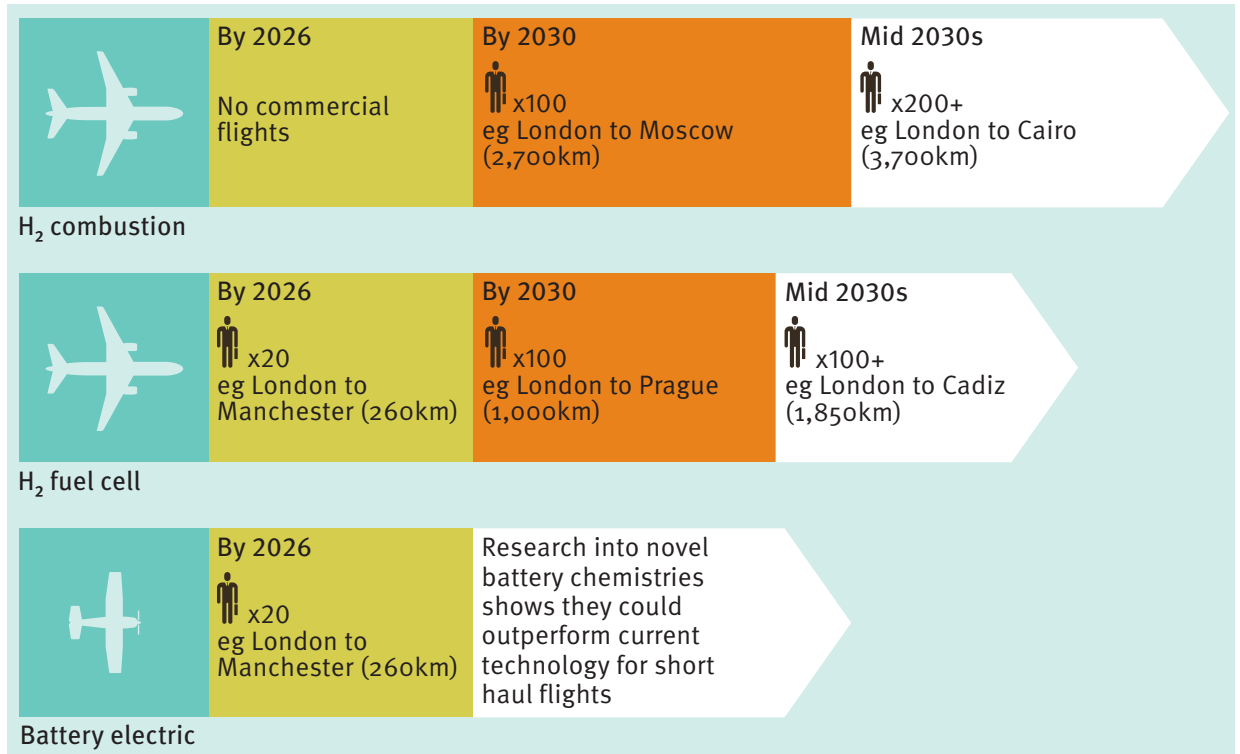 By 2026
No commercial
flights
By 2030
x100
eg London to Moscow
(2,700km)
Mid 2030s
x200+
eg London to Cairo
(3,700km)
H₂ combustion
By 2026
x20
eg London to
Manchester (260km)
By 2030
x100
eg London to Prague
(1,000km)
Mid 2030s
x100+
eg London to Cadiz
(1,850km)
H₂ fuel cell
By 2026
x20
eg London to
Manchester (260km)
Research into novel
battery chemistries
shows they could
outperform current
technology for short
haul flights
Battery electric